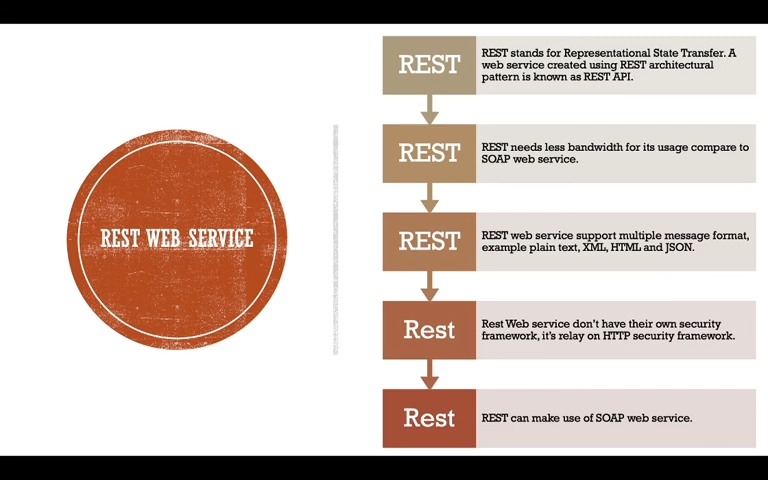 REST WEB SERVICE
REST
REST stands for Representational State Transfer. A
web service created using REST architectural
pattern is known as REST API.
REST
REST needs less bandwidth for its usage compare to
SOAP web service.
REST
REST web service support multiple message format,
example plain text, XML, HTML and JSON.
Rest
Rest Web service don't have their own security
framework, it's relay on HTTP security framework.
Rest
REST can make use of SOAP web service.